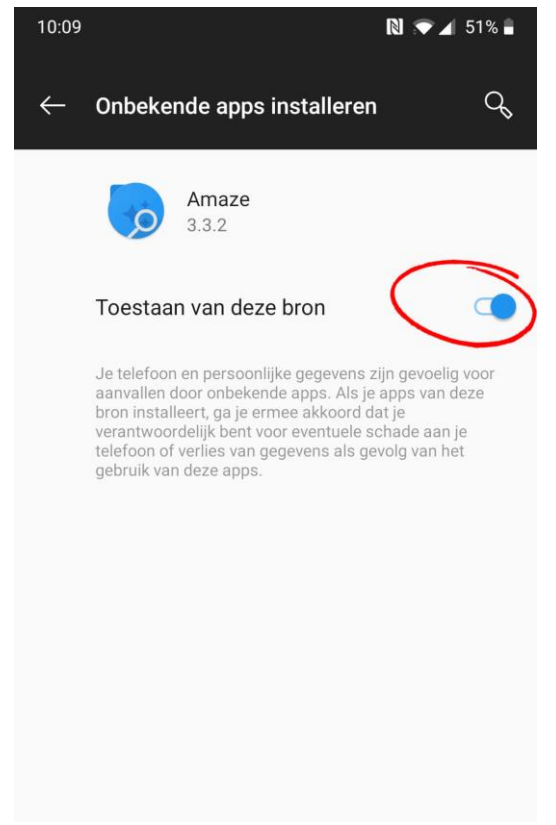 10:09 51%
Onbekende apps installeren
Amaze
3.3.2
Toestaan van deze bron
Je telefoon en persoonlijke gegevens zijn gevoelig voor
aanvallen door onbekende apps. Als je apps van deze
bron installeert, ga je ermee akkoord dat je
verantwoordelijk bent voor eventuele schade aan je
telefoon of verlies van gegevens als gevolg van het
gebruik van deze apps.